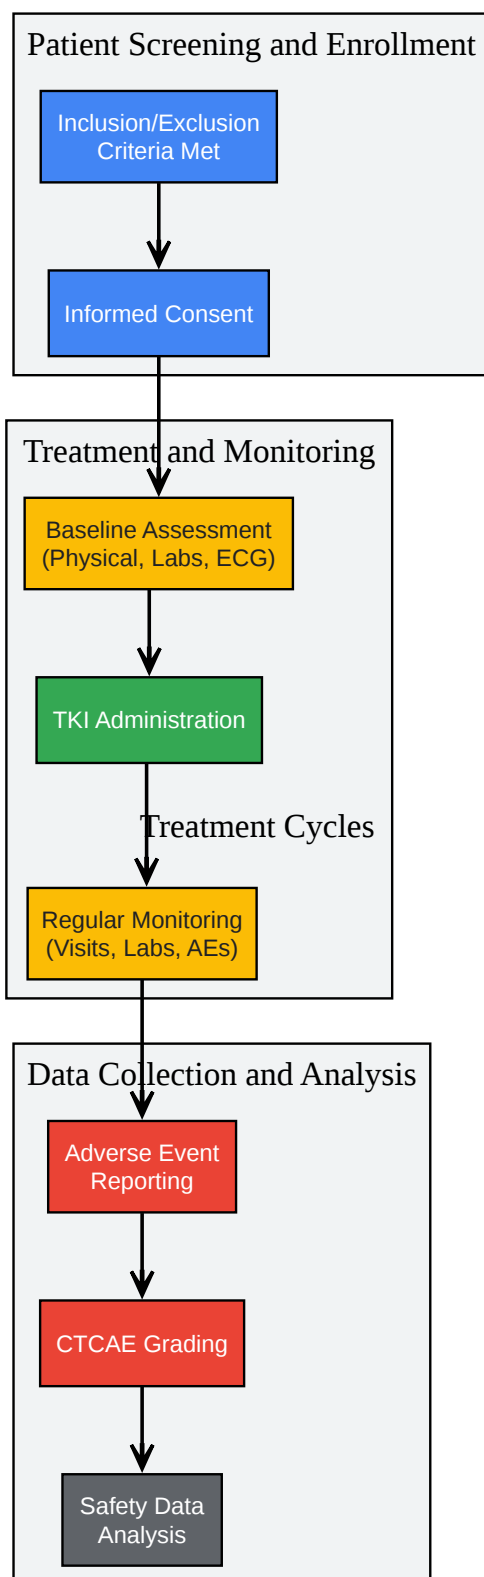 Patient Screening and Enrollment
Inclusion/Exclusion
Criteria Met
Informed Consent
Treatment and Monitoring
Baseline Assessment
(Physical, Labs, ECG)
TKI Administration
Treatment Cycles
Regular Monitoring
(Visits, Labs, AEs)
Data Collection and Analysis
Adverse Event
Reporting
CTCAE Grading
Safety Data
Analysis